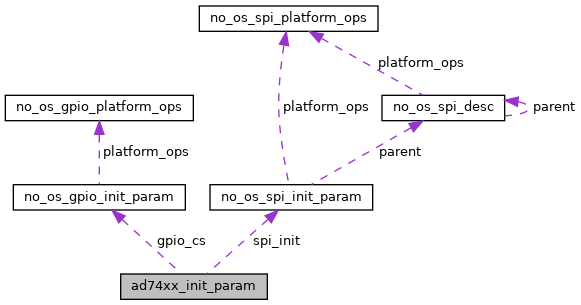 no_os_spi_platform_ops
platform_ops
no_os_gpio_platform_ops
platform_ops
no_os_spi_desc
parent
platform_ops
parent
no_os_gpio_init_param
no_os_spi_init_param
gpio_cs
spi_init
ad74xx_init_param